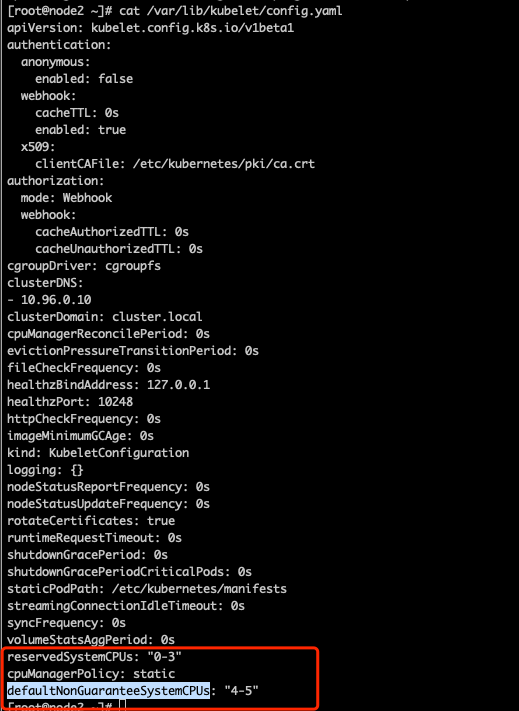 [root@node2 ~]# cat /var/lib/kubelet/config.yaml
apiVersion: kubelet.config.k8s.io/v1beta1
authentication:
  anonymous:
    enabled: false
  webhook:
    cacheTTL: 0s
    enabled: true
  x509:
    clientCAFile: /etc/kubernetes/pki/ca.crt
authorization:
  mode: Webhook
  webhook:
    cacheAuthorizedTTL: 0s
    cacheUnauthorizedTTL: 0s
cgroupDriver: cgroupfs
clusterDNS:
- 10.96.0.10
clusterDomain: cluster.local
cpuManagerReconcilePeriod: 0s
evictionPressureTransitionPeriod: 0s
fileCheckFrequency: 0s
healthzBindAddress: 127.0.0.1
healthzPort: 10248
httpCheckFrequency: 0s
imageMinimumGCAge: 0s
kind: KubeletConfiguration
logging: {}
nodeStatusReportFrequency: 0s
nodeStatusUpdateFrequency: 0s
rotateCertificates: true
runtimeRequestTimeout: 0s
shutdownGracePeriod: 0s
shutdownGracePeriodCriticalPods: 0s
staticPodPath: /etc/kubernetes/manifests
streamingConnectionIdleTimeout: 0s
syncFrequency: 0s
volumeStatsAggPeriod: 0s
reservedSystemCPUs: "0-3"
cpuManagerPolicy: static
defaultNonGuaranteeSystemCPUs: "4-5"
[root@node2 ~]#